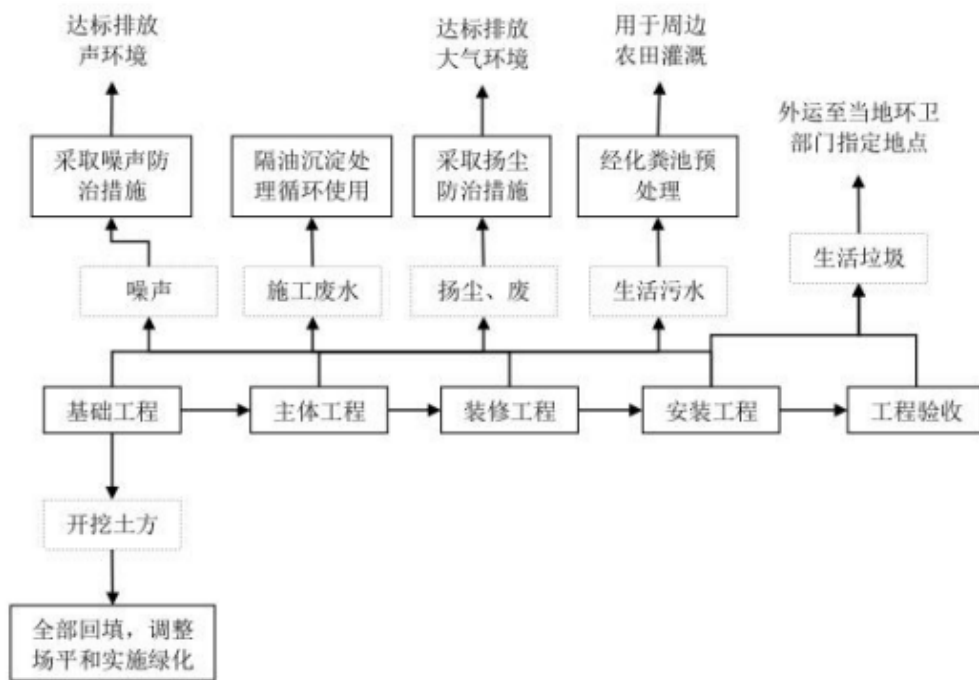 达标排放
声环境
达标排放
大气环境
用于周边
农田灌溉
外运至当地环卫
部门指定地点
采取噪声防
治措施
隔油沉淀处
理循环使用
采取扬尘
防治措施
经化粪池预
处理
生活垃圾
噪声
施工废水
扬尘、废
生活污水
基础工程
主体工程
装修工程
安装工程
工程验收
开挖土方
全部回填，调整
场平和实施绿化